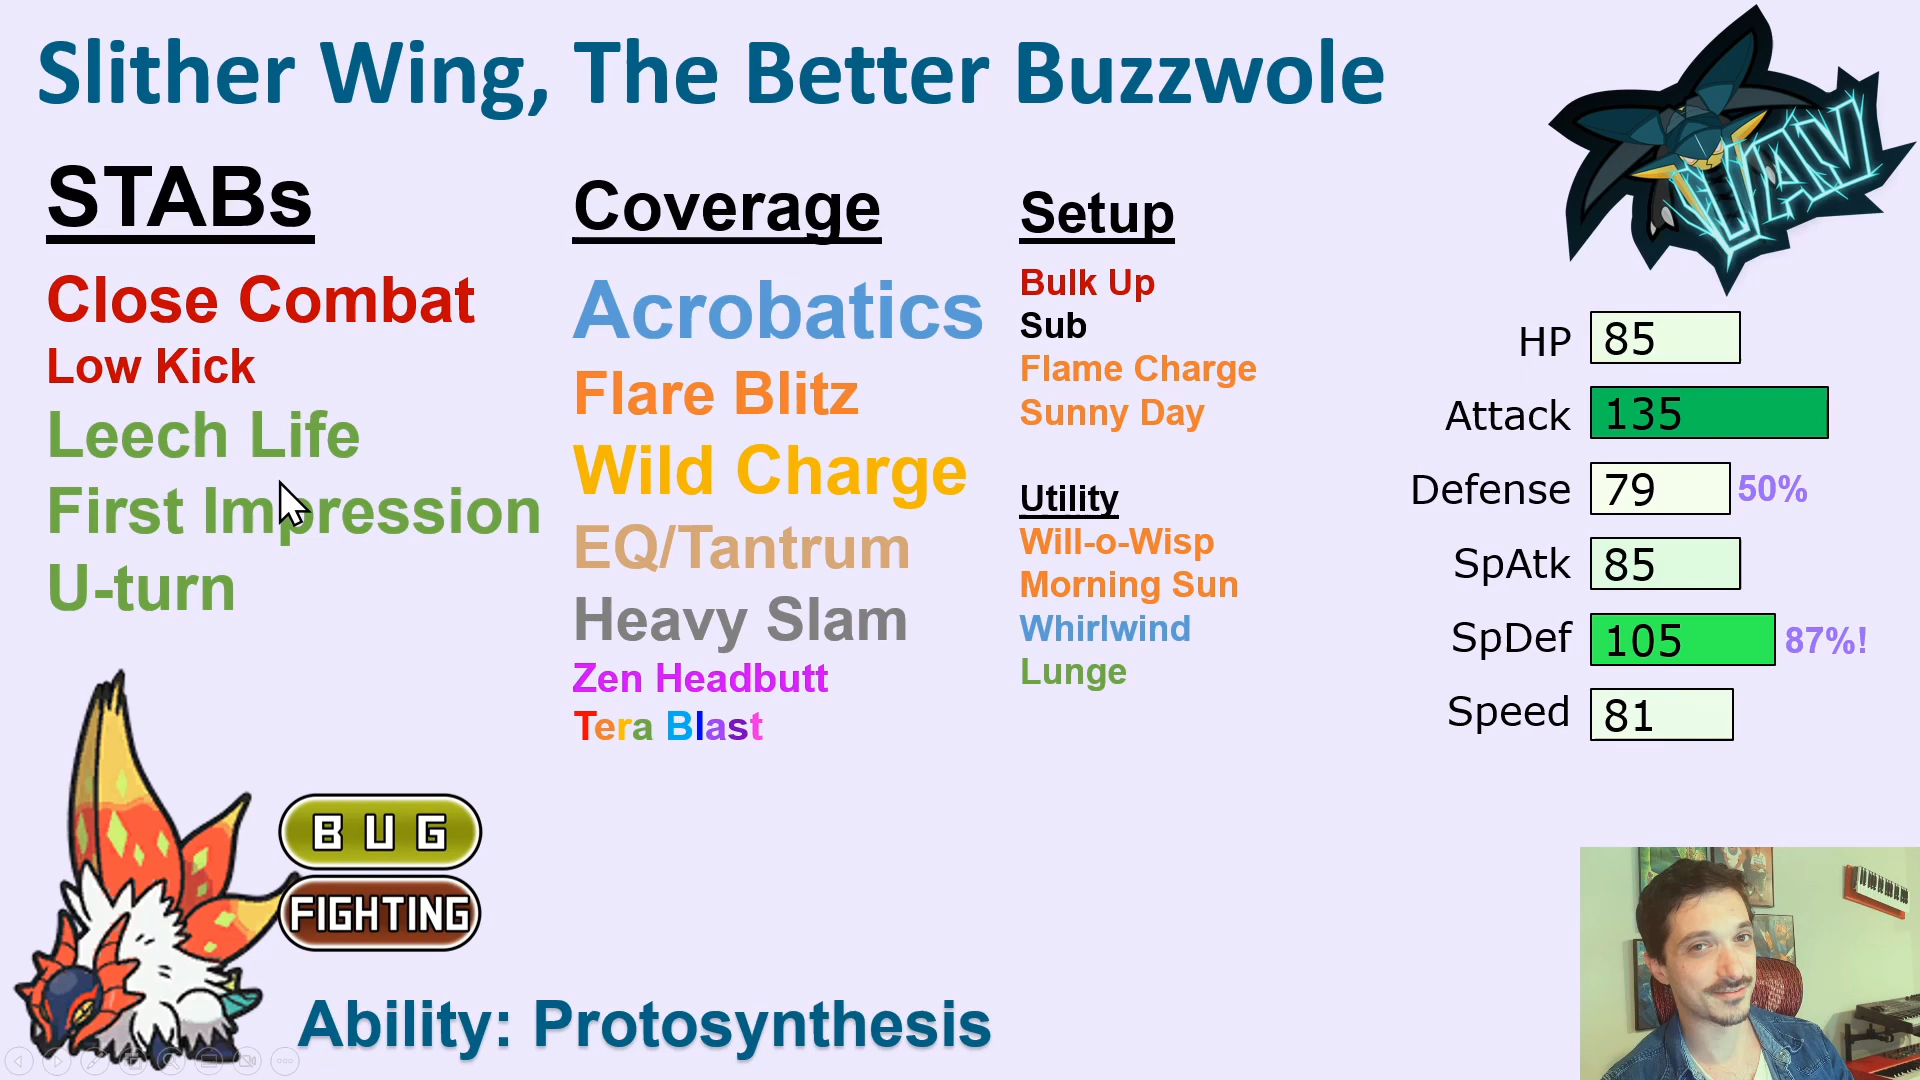 Slither Wing, The Better Buzzwole
STABs
Close Combat
Low Kick
Leech Life
First Impression
U-turn
Coverage
Acrobatics
Flare Blitz
Wild Charge
EQ/Tantrum
Heavy Slam
Zen Headbutt
Tera Blast
Setup
Bulk Up
Sub
Flame Charge
Sunny Day
Utility
Will-o-Wisp
Morning Sun
Whirlwind
Lunge
VAN
HP 85
Attack 135
Defense 79 50%
SpAtk 85
SpDef 105 87%!
Speed 81
BUG
FIGHTING
Ability: Protosynthesis